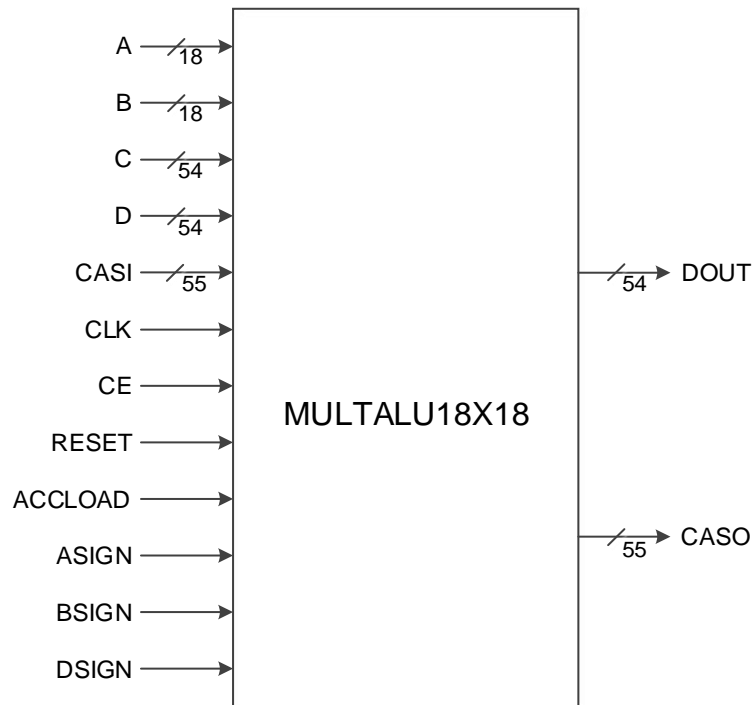 A
18
B
18
C
54
D
54
CASI
55
CLK
CE
RESET
ACCLOAD
ASIGN
BSIGN
DSIGN
MULTALU18X18
54
DOUT
55
CASO